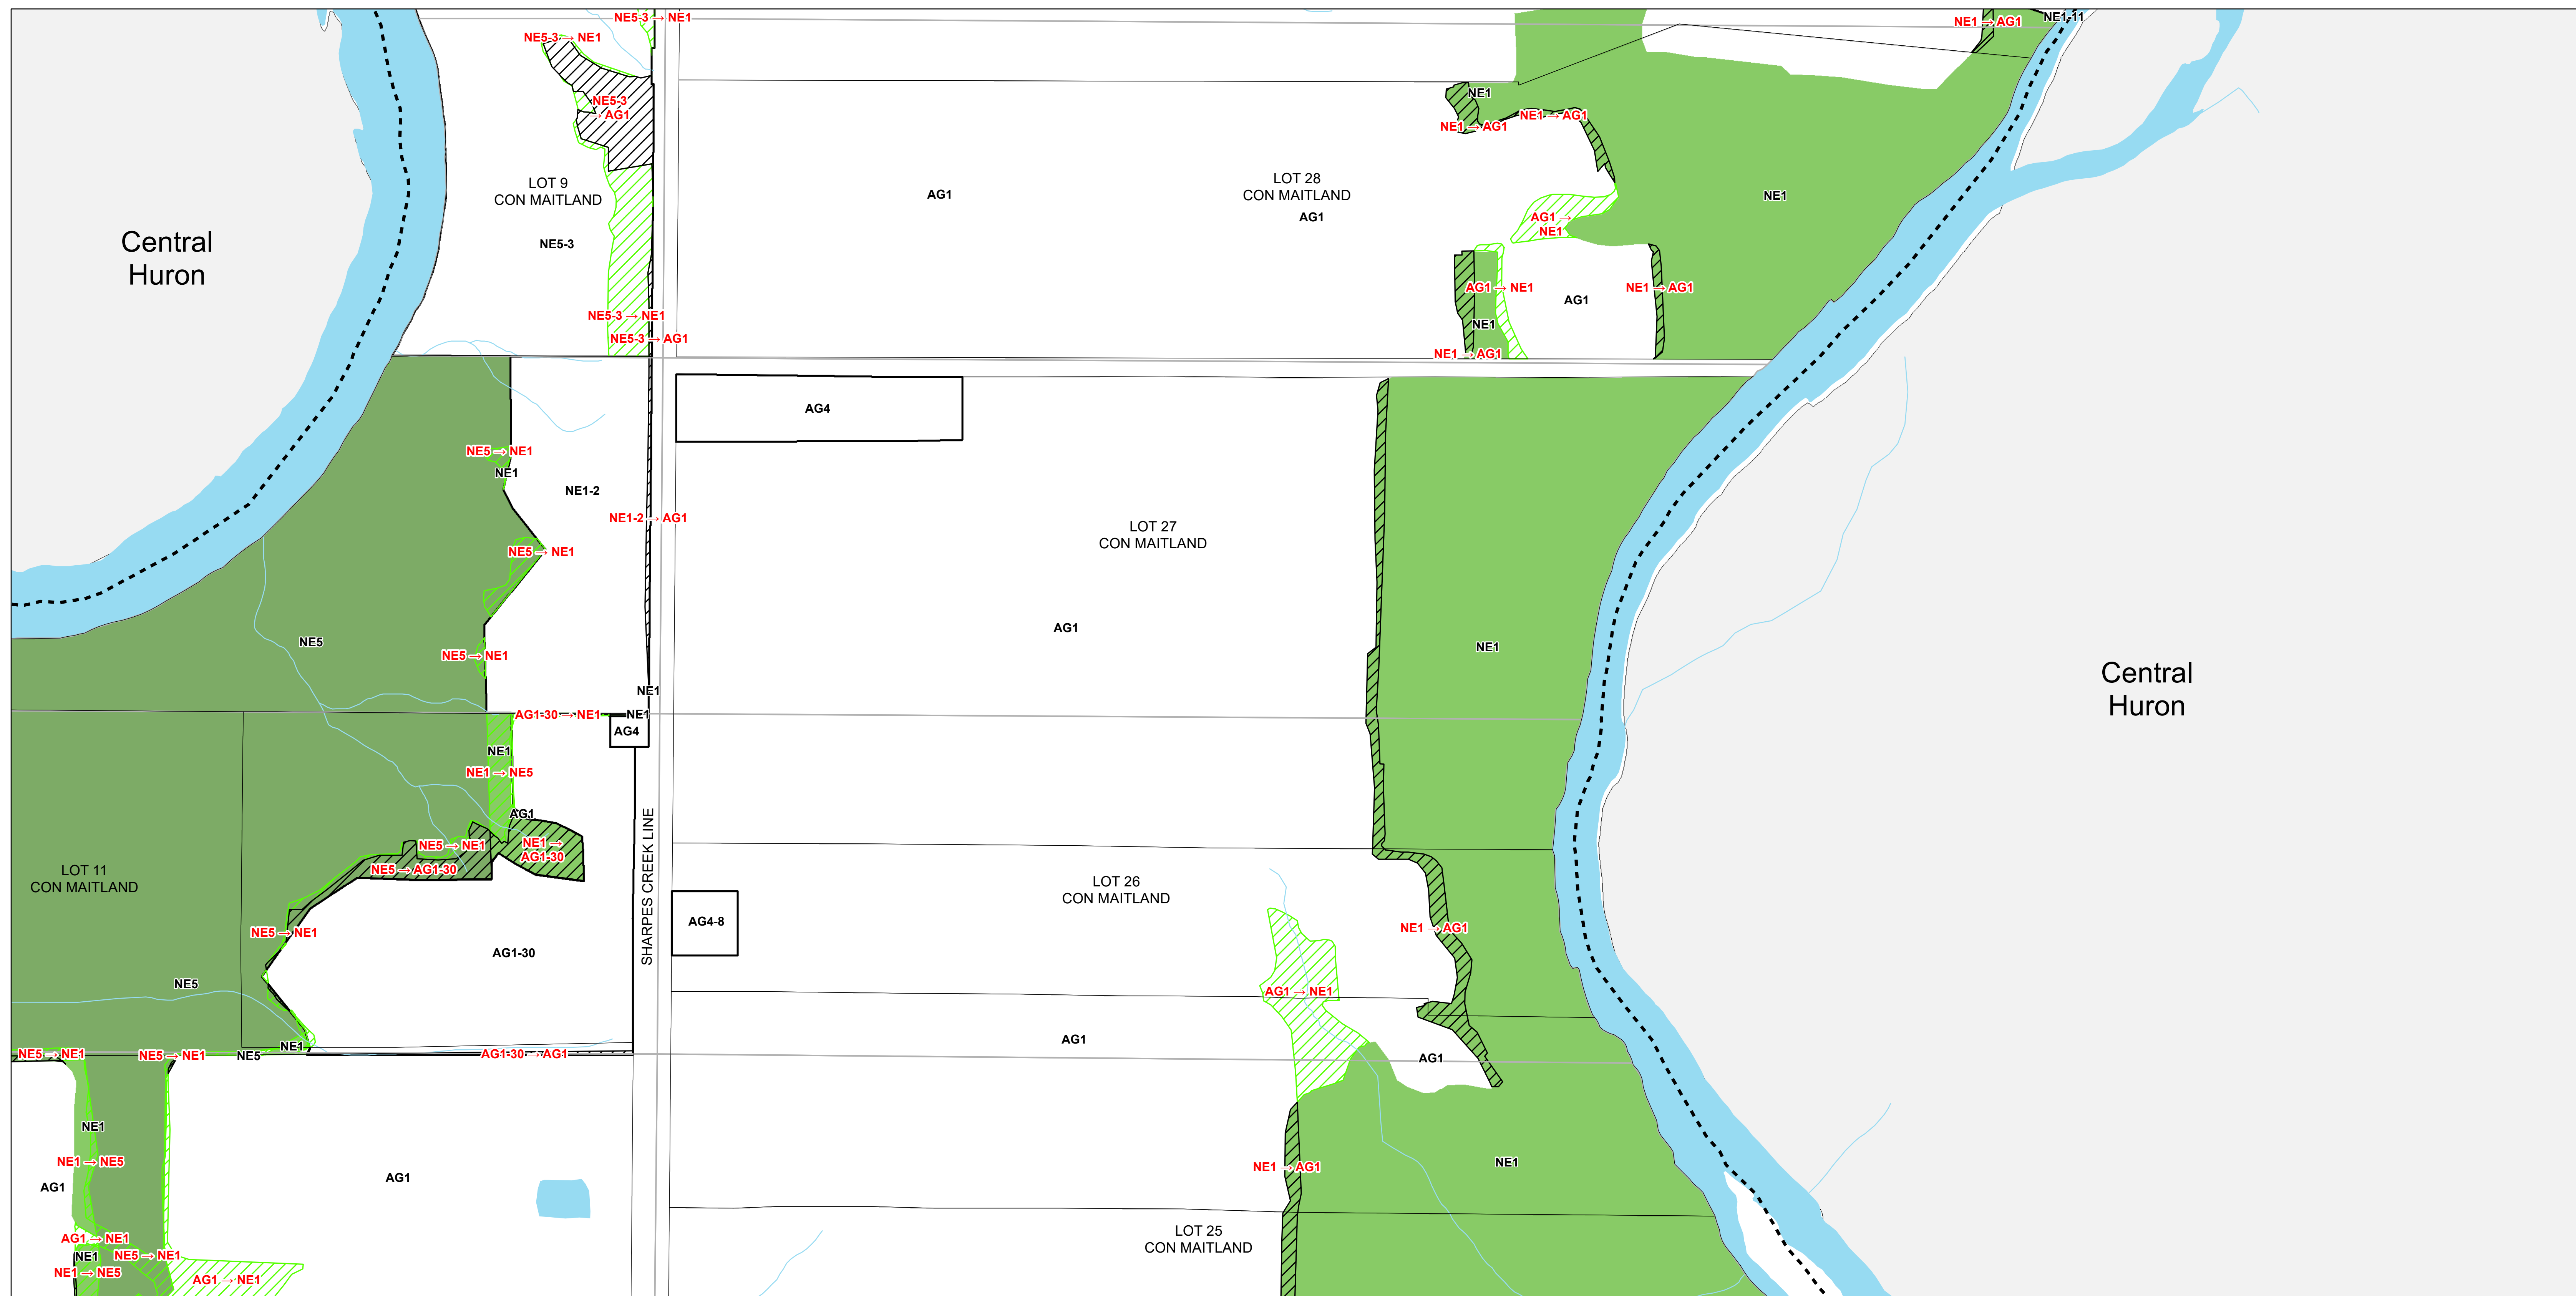 NE5-3 → NE1
NE1 → AG1
NE1-11
NE5-3 → NE1
NE1
NE5-3
→ AG1
NE1 → AG1
NE1 → AG1
LOT 9
CON MAITLAND
LOT 28
CON MAITLAND
AG1
NE1
AG1
AG1 →
NE1
Central
Huron
NE5-3
AG1 → NE1
NE1 → AG1
AG1
NE5-3 → NE1
NE1
NE5-3 → AG1
NE1 → AG1
AG4
NE5 → NE1
NE1
NE1-2
NE1-2 → AG1
LOT 27
CON MAITLAND
NE5 → NE1
AG1
NE5
NE1
NE5 → NE1
Central
Huron
NE1
AG1-30 → NE1
NE1
AG4
NE1
NE1 → NE5
AG1
NE5 → NE1
NE1 →
AG1-30
NE5 → AG1-30
LOT 11
CON MAITLAND
SHARPES CREEK LINE
LOT 26
CON MAITLAND
AG4-8
NE1 → AG1
NE5 → NE1
AG1-30
NE5
AG1 → NE1
AG1
NE1
NE5 → NE1
NE5 → NE1
NE5
AG1-30 → AG1
AG1
NE1
NE1 → NE5
NE1 → AG1
NE1
AG1
AG1
LOT 25
CON MAITLAND
AG1 → NE1
NE1
NE5 → NE1
NE1 → NE5
AG1 → NE1